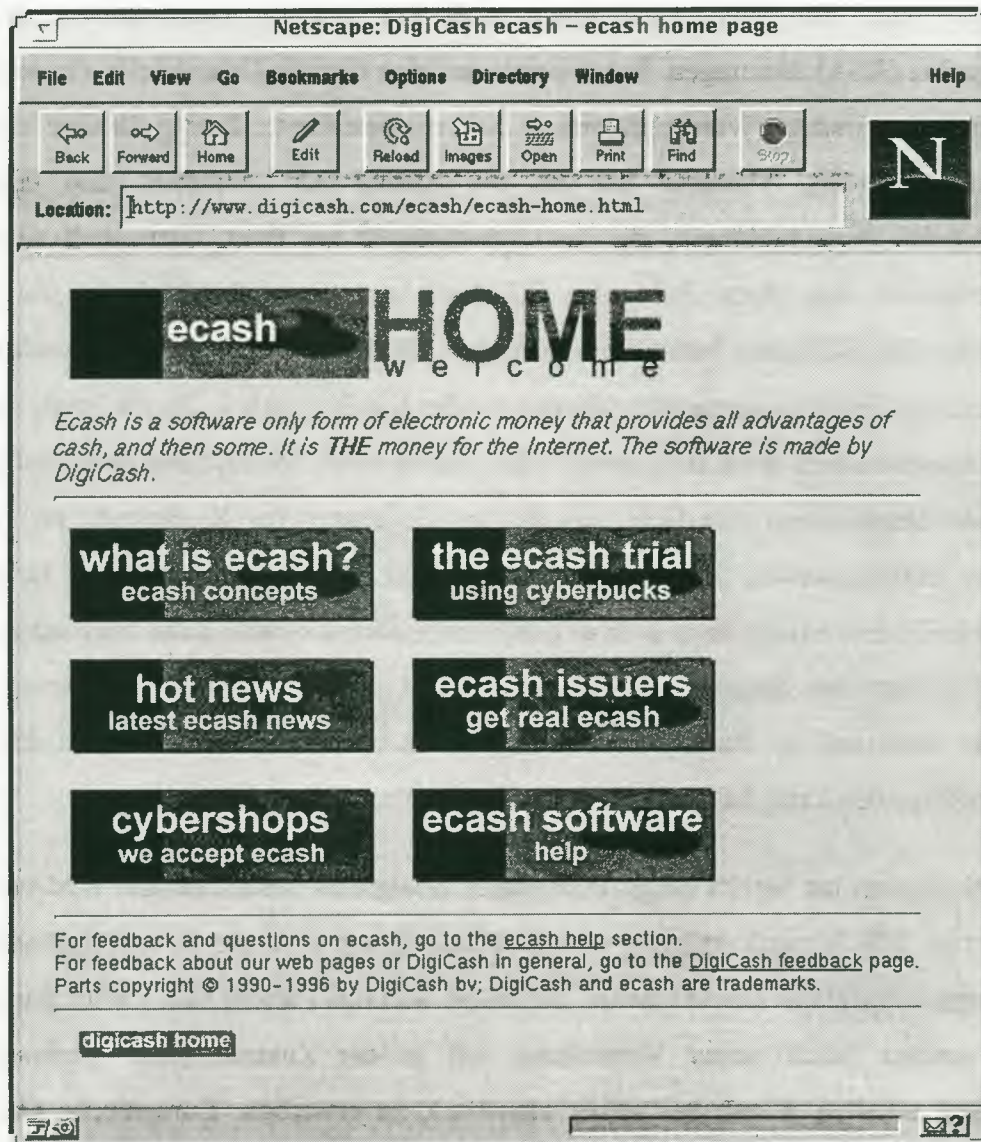 Netscape: DigiCash ecash – ecash home page
File Edit View Go Bookmarks Options Directory Window Help
Back Forward Home Edit Reload Images Open Print Find Stop
N
Location: http://www.digicash.com/ecash/ecash-home.html
ecash HOME
welcome
Ecash is a software only form of electronic money that provides all advantages of
cash, and then some. It is THE money for the Internet. The software is made by
DigiCash.
what is ecash? the ecash trial
ecash concepts using cyberbucks
hot news ecash issuers
latest ecash news get real ecash
cybershops ecash software
we accept ecash help
For feedback and questions on ecash, go to the ecash help section.
For feedback about our web pages or DigiCash in general, go to the DigiCash feedback page.
Parts copyright © 1990-1996 by DigiCash bv; DigiCash and ecash are trademarks.
digicash home
?